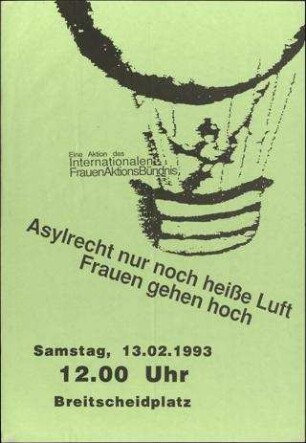 Eine Aktion des
Internationalen
FrauenAktionsBündnis
Asylrecht nur noch heiße Luft
Frauen gehen hoch
Samstag, 13.02.1993
12.00 Uhr
Breitscheidplatz